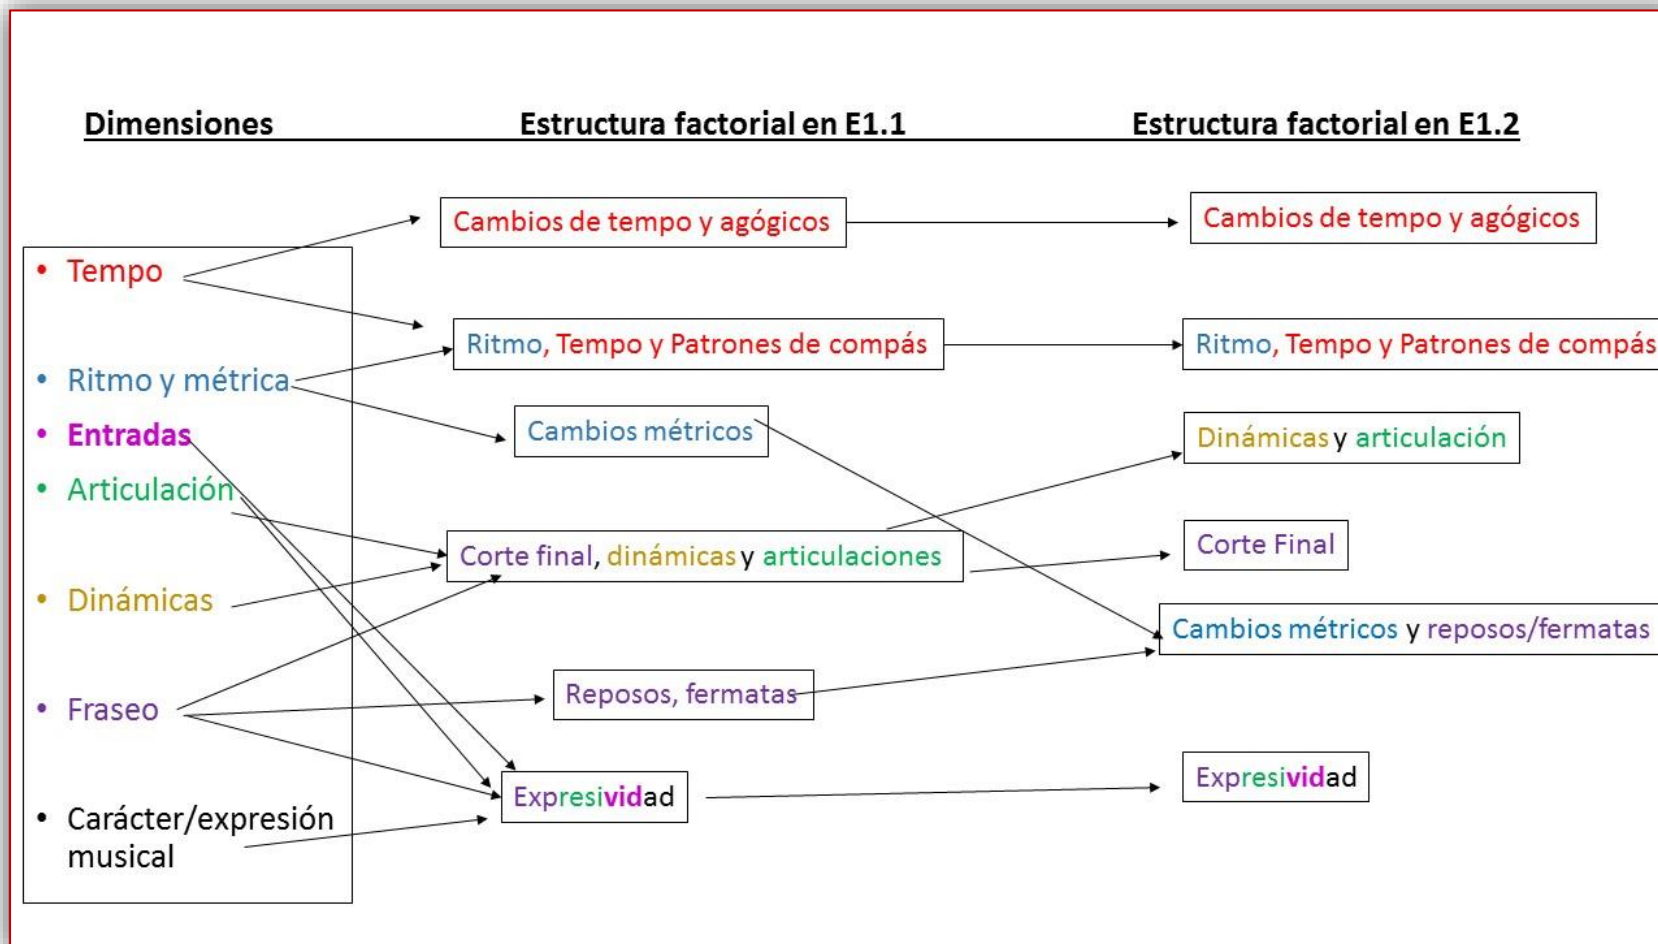 Dimensiones
Estructura factorial en E1.1
Estructura factorial en E1.2
• Tempo
• Ritmo y métrica
• Entradas
• Articulación
• Dinámicas
• Fraseo
• Carácter/expresión
musical
Cambios de tempo y agógicos
Ritmo, Tempo y Patrones de compás
Cambios métricos
Corte final, dinámicas y articulaciones
Reposos, fermatas
Expresividad
Cambios de tempo y agógicos
Ritmo, Tempo y Patrones de compás
Dinámicas y articulación
Corte Final
Cambios métricos y reposos/fermatas
Expresividad